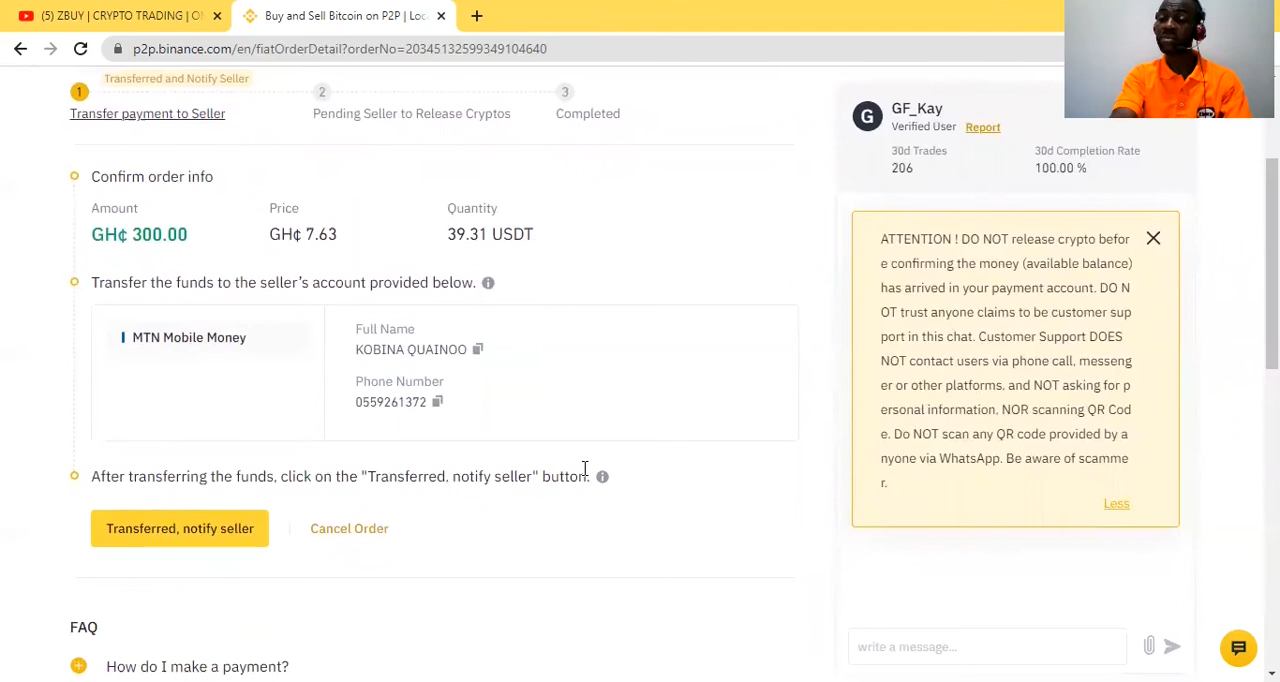 (5) ZBUY | CRYPTO TRADING | O
Buy and Sell Bitcoin on P2P | Loc
p2p.binance.com/en/fiatOrderDetail?orderNo=20345132599349104640
Transferred and Notify Seller
1
2
3
Transfer payment to Seller
Pending Seller to Release Cryptos
Completed
Confirm order info
Amount
Price
Quantity
GH¢ 300.00
GH¢ 7.63
39.31 USDT
Transfer the funds to the seller's account provided below.
MTN Mobile Money
Full Name
KOBINA QUAINOO
Phone Number
0559261372
After transferring the funds, click on the "Transferred, notify seller" button.
Transferred, notify seller
Cancel Order
FAQ
How do I make a payment?
G
GF_Kay
Verified User
Report
30d Trades
30d Completion Rate
206
100.00 %
ATTENTION ! DO NOT release crypto befor
e confirming the money (available balance)
has arrived in your payment account. DO N
OT trust anyone claims to be customer sup
port in this chat. Customer Support DOES
NOT contact users via phone call, messeng
er or other platforms, and NOT asking for p
ersonal information, NOR scanning QR Cod
e. Do NOT scan any QR code provided by a
nyone via WhatsApp. Be aware of scamme
r.
Less
write a message...